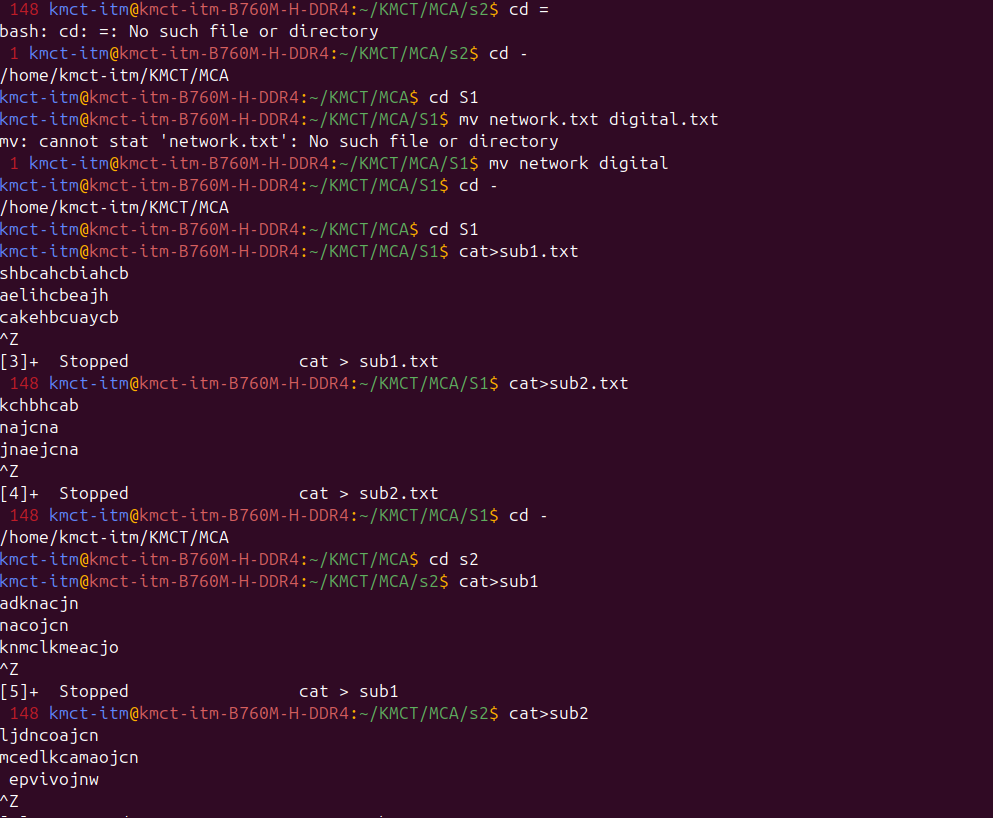 148 kmct-itm@kmct-itm-B760M-H-DDR4:~/KMCT/MCA/s2$ cd =
bash: cd: =: No such file or directory
1 kmct-itm@kmct-itm-B760M-H-DDR4:~/KMCT/MCA/s2$ cd -
/home/kmct-itm/KMCT/MCA
kmct-itm@kmct-itm-B760M-H-DDR4:~/KMCT/MCA$ cd S1
kmct-itm@kmct-itm-B760M-H-DDR4:~/KMCT/MCA/S1$ mv network.txt digital.txt
mv: cannot stat 'network.txt': No such file or directory
1 kmct-itm@kmct-itm-B760M-H-DDR4:~/KMCT/MCA/S1$ mv network digital
kmct-itm@kmct-itm-B760M-H-DDR4:~/KMCT/MCA/S1$ cd -
/home/kmct-itm/KMCT/MCA
kmct-itm@kmct-itm-B760M-H-DDR4:~/KMCT/MCA$ cd S1
kmct-itm@kmct-itm-B760M-H-DDR4:~/KMCT/MCA/S1$ cat>sub1.txt
shbcahcbiahcb
aelihcbeajh
cakehbcuaycb
^Z
[3]+  Stopped                 cat > sub1.txt
148 kmct-itm@kmct-itm-B760M-H-DDR4:~/KMCT/MCA/S1$ cat>sub2.txt
kchbhcab
najcna
jnaejcna
^Z
[4]+  Stopped                 cat > sub2.txt
148 kmct-itm@kmct-itm-B760M-H-DDR4:~/KMCT/MCA/S1$ cd -
/home/kmct-itm/KMCT/MCA
kmct-itm@kmct-itm-B760M-H-DDR4:~/KMCT/MCA$ cd s2
kmct-itm@kmct-itm-B760M-H-DDR4:~/KMCT/MCA/s2$ cat>sub1
adknacjn
nacojcn
knmclkmeacjo
^Z
[5]+  Stopped                 cat > sub1
148 kmct-itm@kmct-itm-B760M-H-DDR4:~/KMCT/MCA/s2$ cat>sub2
ljdncoajcn
mcedlkcamaojcn
epvivojnw
^Z